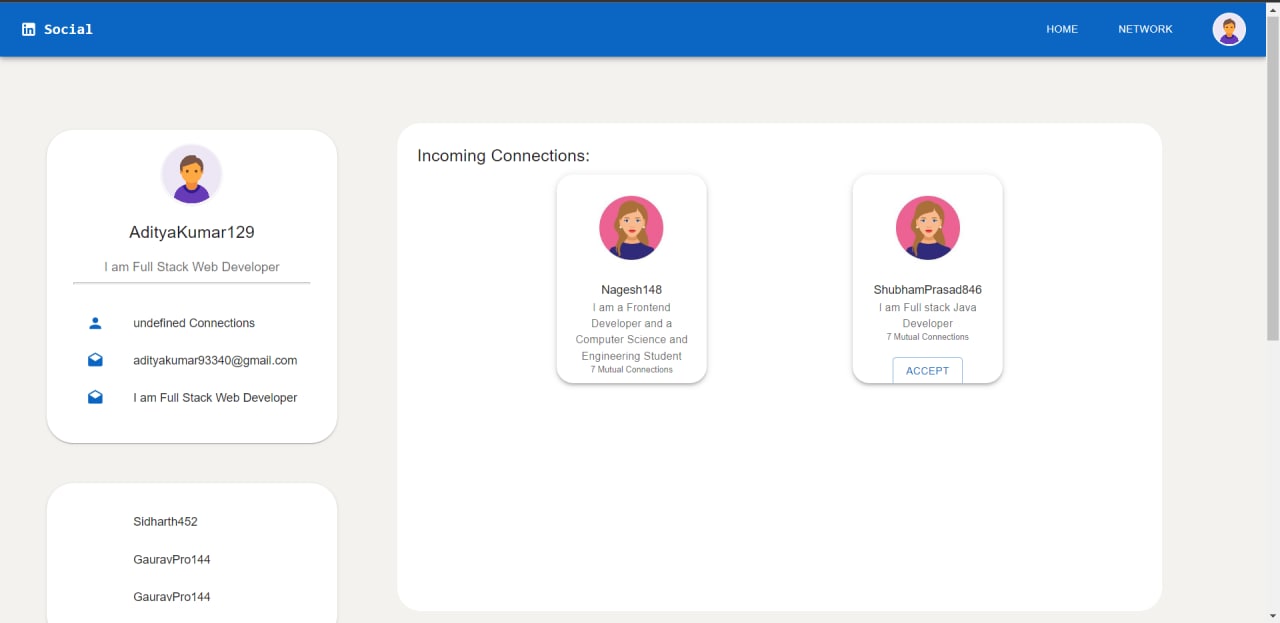 Social
HOME
NETWORK
AdityaKumar129
I am Full Stack Web Developer
undefined Connections
adityakumar93340@gmail.com
I am Full Stack Web Developer
Sidharth452
GauravPro144
GauravPro144
Incoming Connections:
Nagesh148
I am a Frontend
Developer and a
Computer Science and
Engineering Student
7 Mutual Connections
ShubhamPrasad846
I am Full stack Java
Developer
7 Mutual Connections
ACCEPT